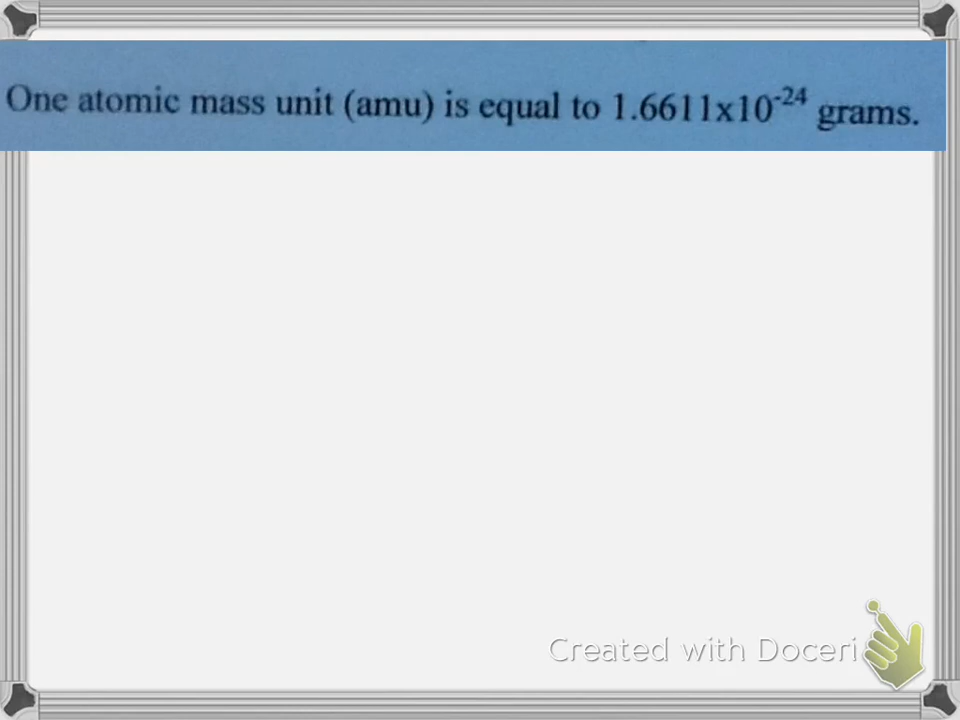 One atomic mass unit (amu) is equal to 1.6611x10⁻²⁴ grams.
Created with Doceri